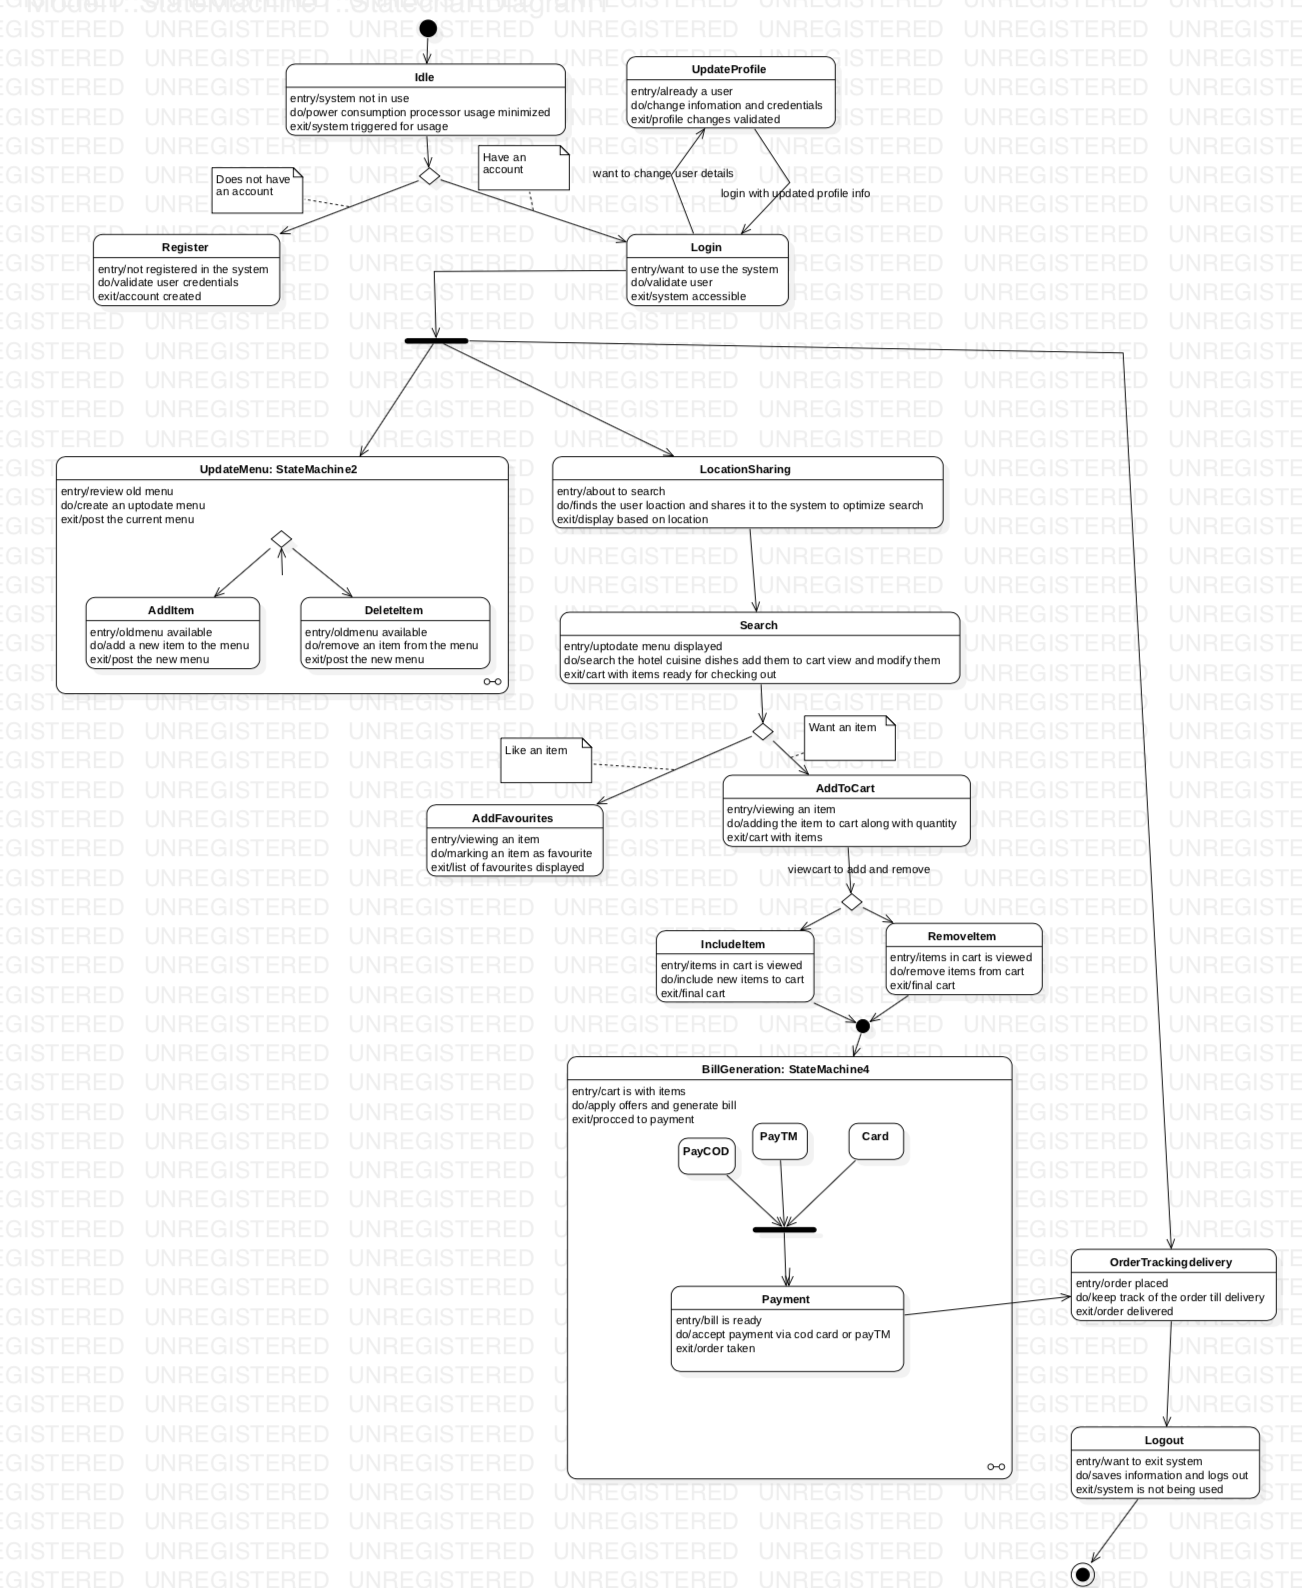 Model1::StateMachine1::StatechartDiagram1
Idle
entry/system not in use
do/power consumption processor usage minimized
exit/system triggered for usage
UpdateProfile
entry/already a user
do/change infomation and credentials
exit/profile changes validated
Does not have
an account
Have an
account
want to change user details
login with updated profile info
Register
entry/not registered in the system
do/validate user credentials
exit/account created
Login
entry/want to use the system
do/validate user
exit/system accessible
UpdateMenu: StateMachine2
entry/review old menu
do/create an uptodate menu
exit/post the current menu
AddItem
entry/oldmenu available
do/add a new item to the menu
exit/post the new menu
DeleteItem
entry/oldmenu available
do/remove an item from the menu
exit/post the new menu
LocationSharing
entry/about to search
do/finds the user loaction and shares it to the system to optimize search
exit/display based on location
Search
entry/uptodate menu displayed
do/search the hotel cuisine dishes add them to cart view and modify them
exit/cart with items ready for checking out
Like an item
Want an item
AddFavourites
entry/viewing an item
do/marking an item as favourite
exit/list of favourites displayed
AddToCart
entry/viewing an item
do/adding the item to cart along with quantity
exit/cart with items
viewcart to add and remove
IncludeItem
entry/items in cart is viewed
do/include new items to cart
exit/final cart
RemoveItem
entry/items in cart is viewed
do/remove items from cart
exit/final cart
BillGeneration: StateMachine4
entry/cart is with items
do/apply offers and generate bill
exit/procced to payment
PayCOD
PayTM
Card
Payment
entry/bill is ready
do/accept payment via cod card or payTM
exit/order taken
OrderTrackingdelivery
entry/order placed
do/keep track of the order till delivery
exit/order delivered
Logout
entry/want to exit system
do/saves information and logs out
exit/system is not being used
UNREGISTERED